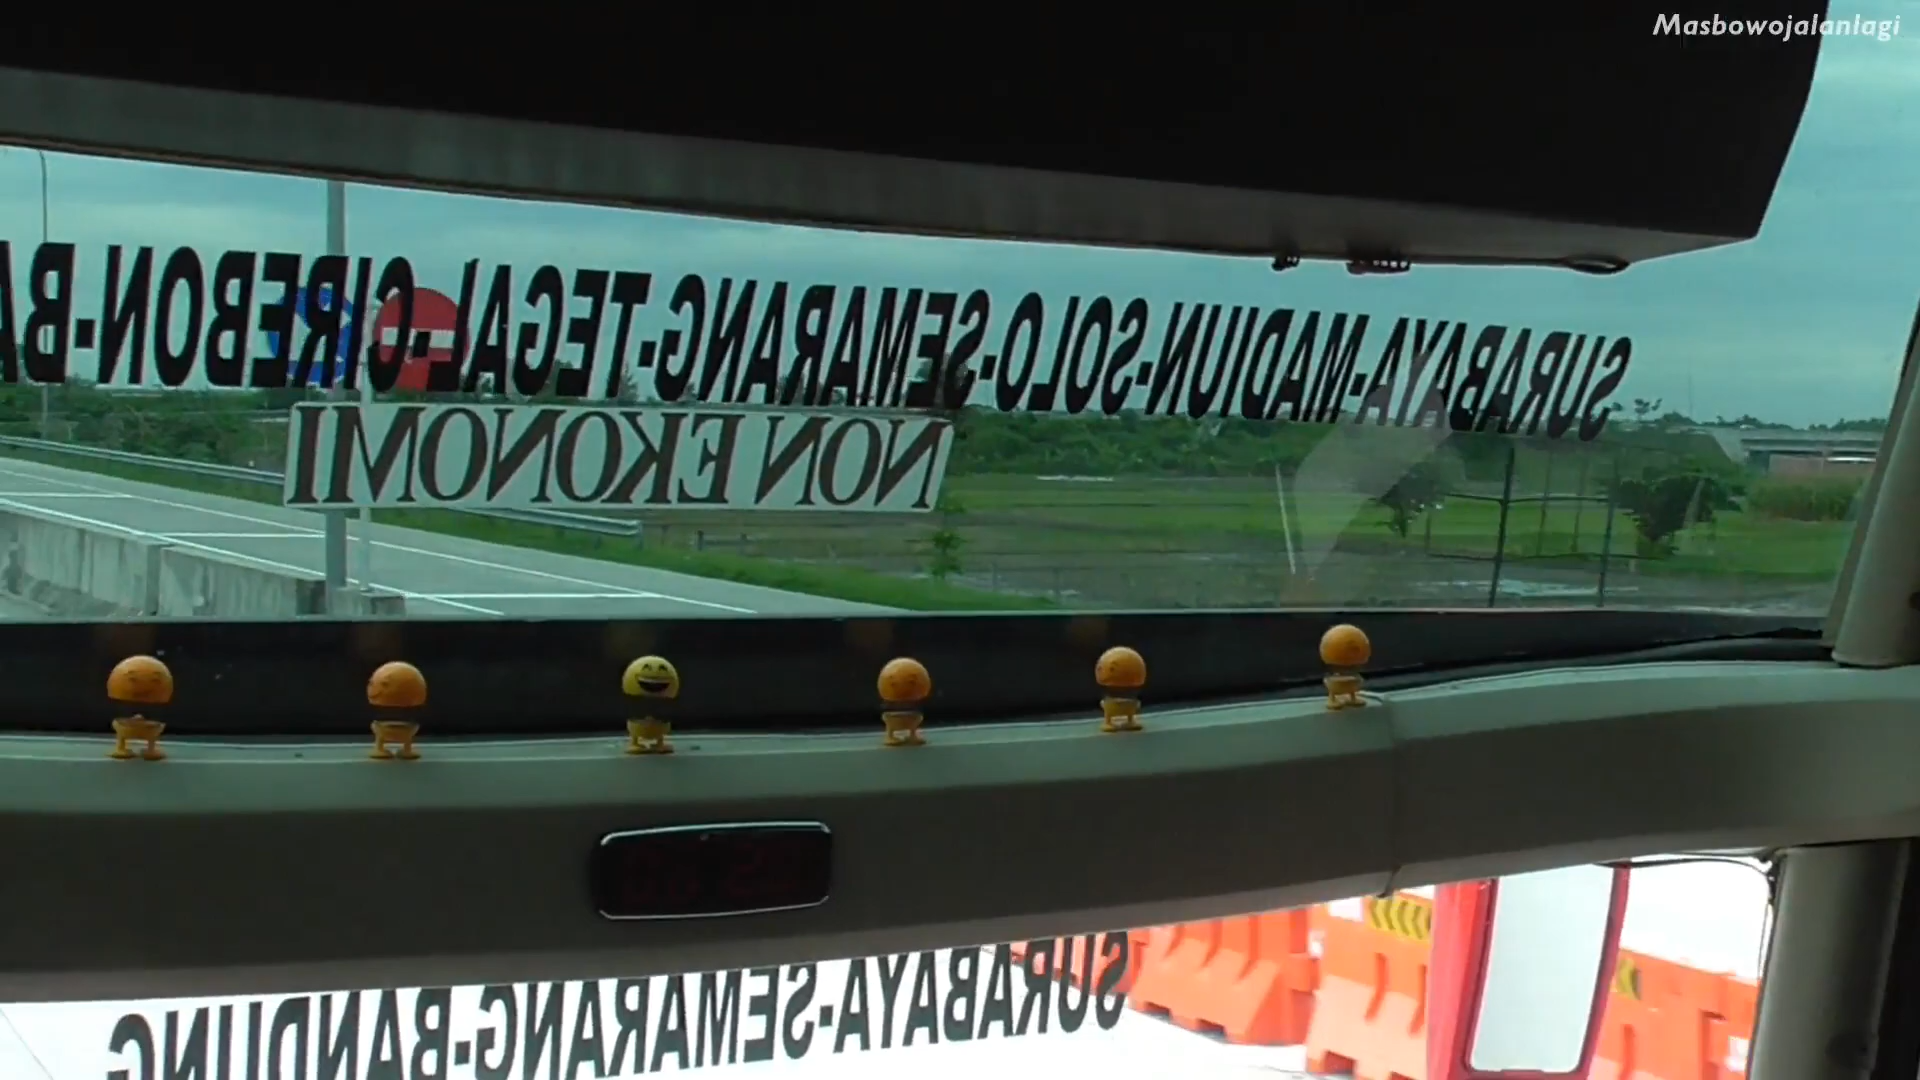 Masbowojalanlagi
SURABAYA-MADIUN-SOLO-SEMARANG-TEGAL-CIREBON-BA
NON EKONOMI
SURABAYA-SEMARANG-BANDUNG